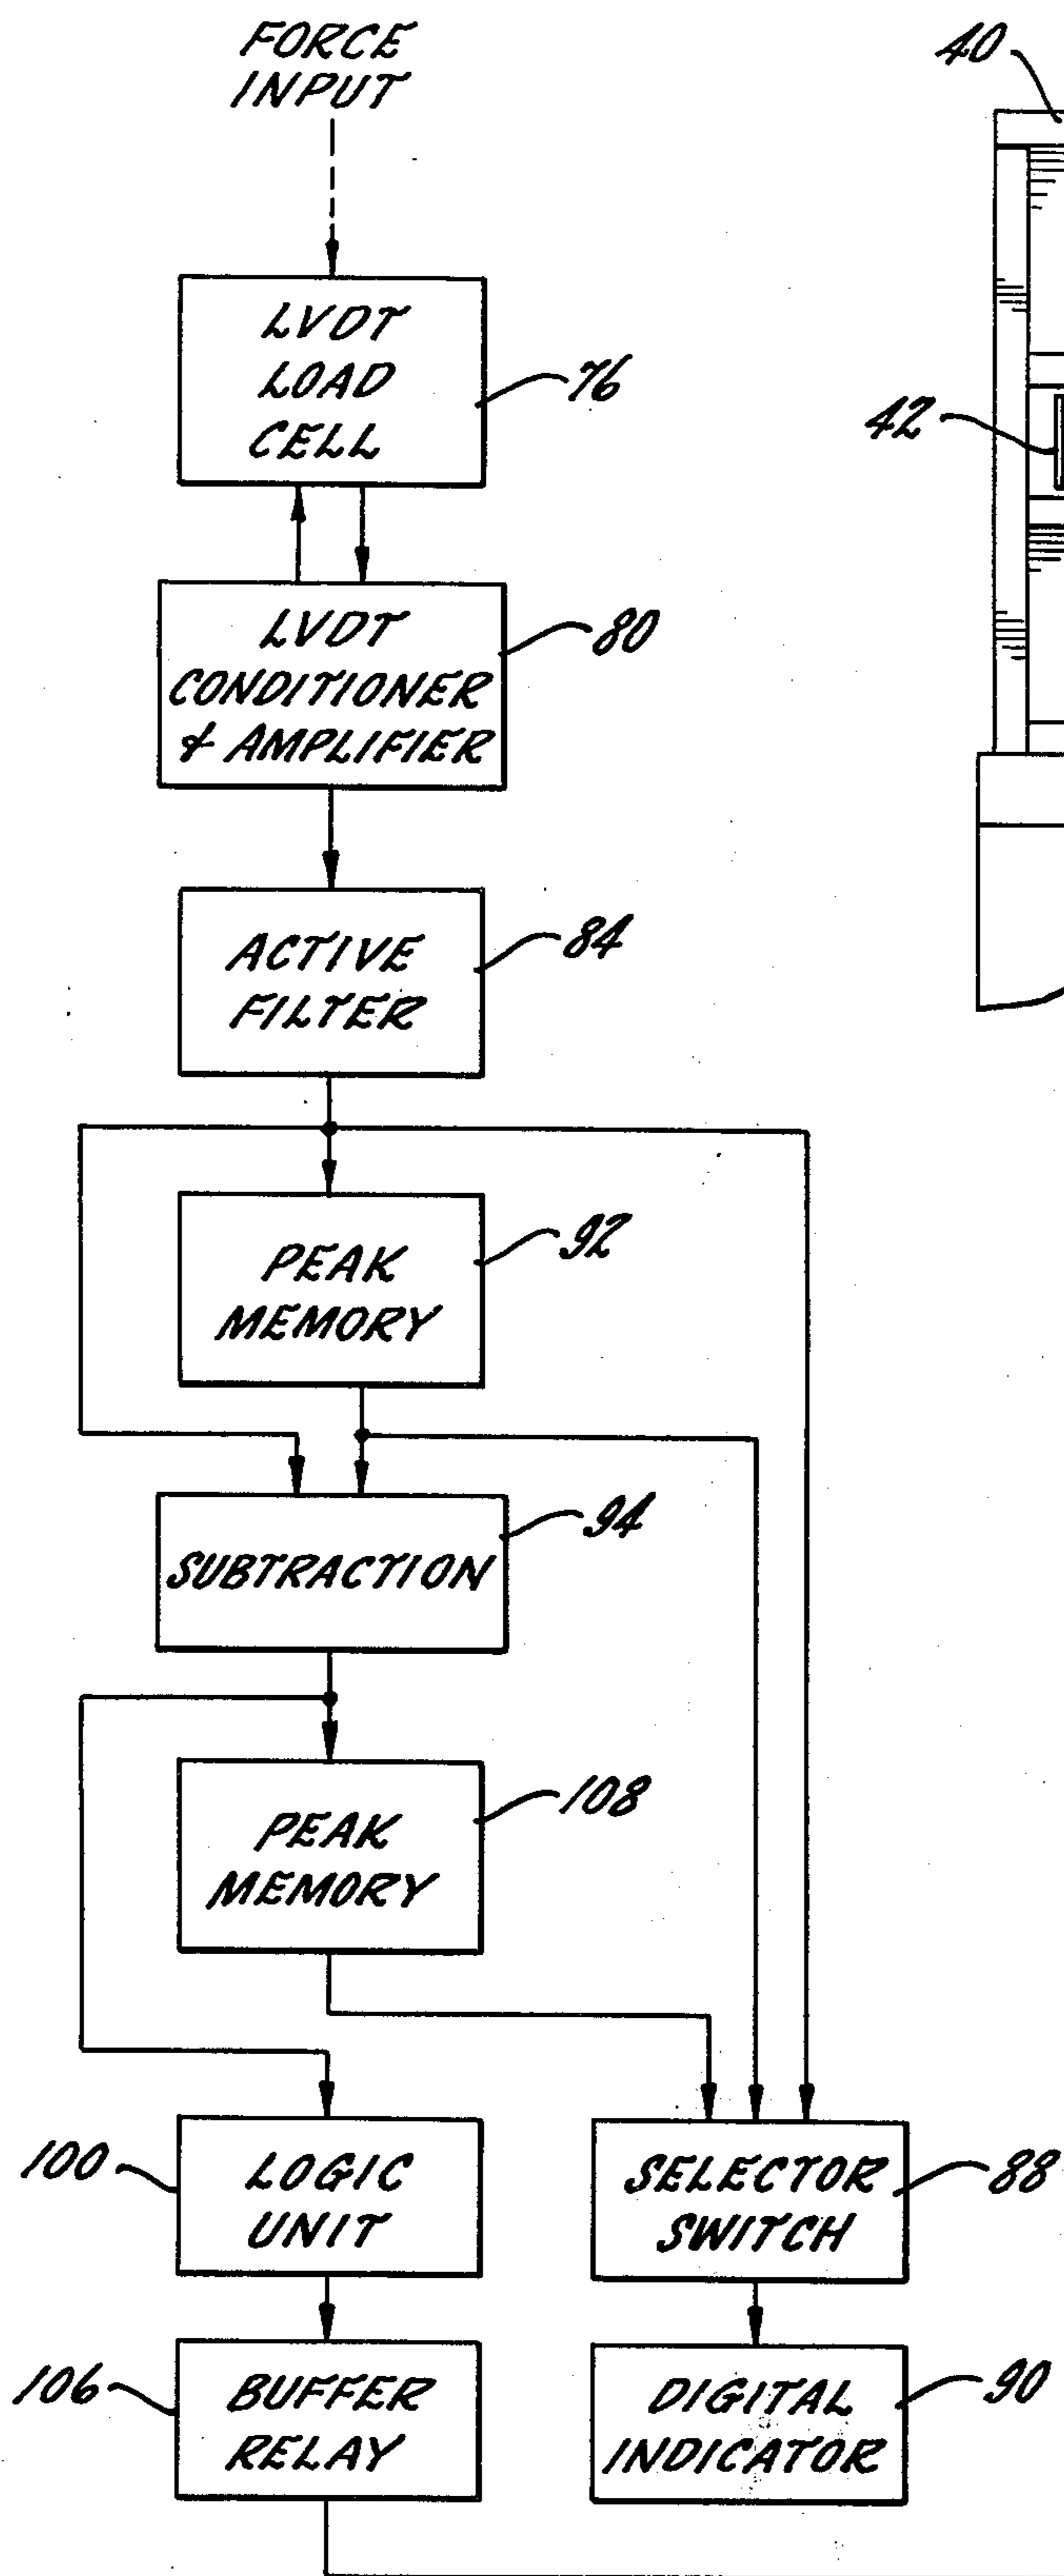 FORCE
INPUT
40
LVDT
LOAD
CELL
76
42
LVDT
CONDITIONER
& AMPLIFIER
80
ACTIVE
FILTER
84
PEAK
MEMORY
92
SUBTRACTION
94
PEAK
MEMORY
108
100
LOGIC
UNIT
SELECTOR
SWITCH
88
106
BUFFER
RELAY
DIGITAL
INDICATOR
90